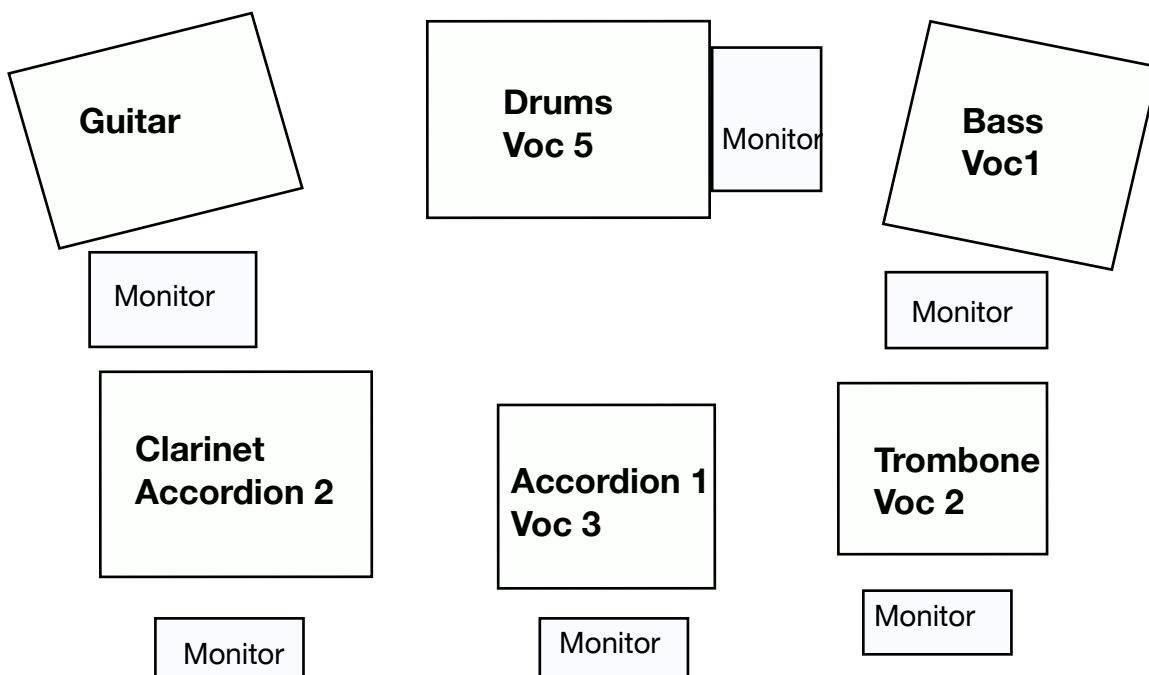 Guitar
Drums
Voc 5
Monitor
Bass
Voc1
Monitor
Monitor
Clarinet
Accordion 2
Accordion 1
Voc 3
Trombone
Voc 2
Monitor
Monitor
Monitor